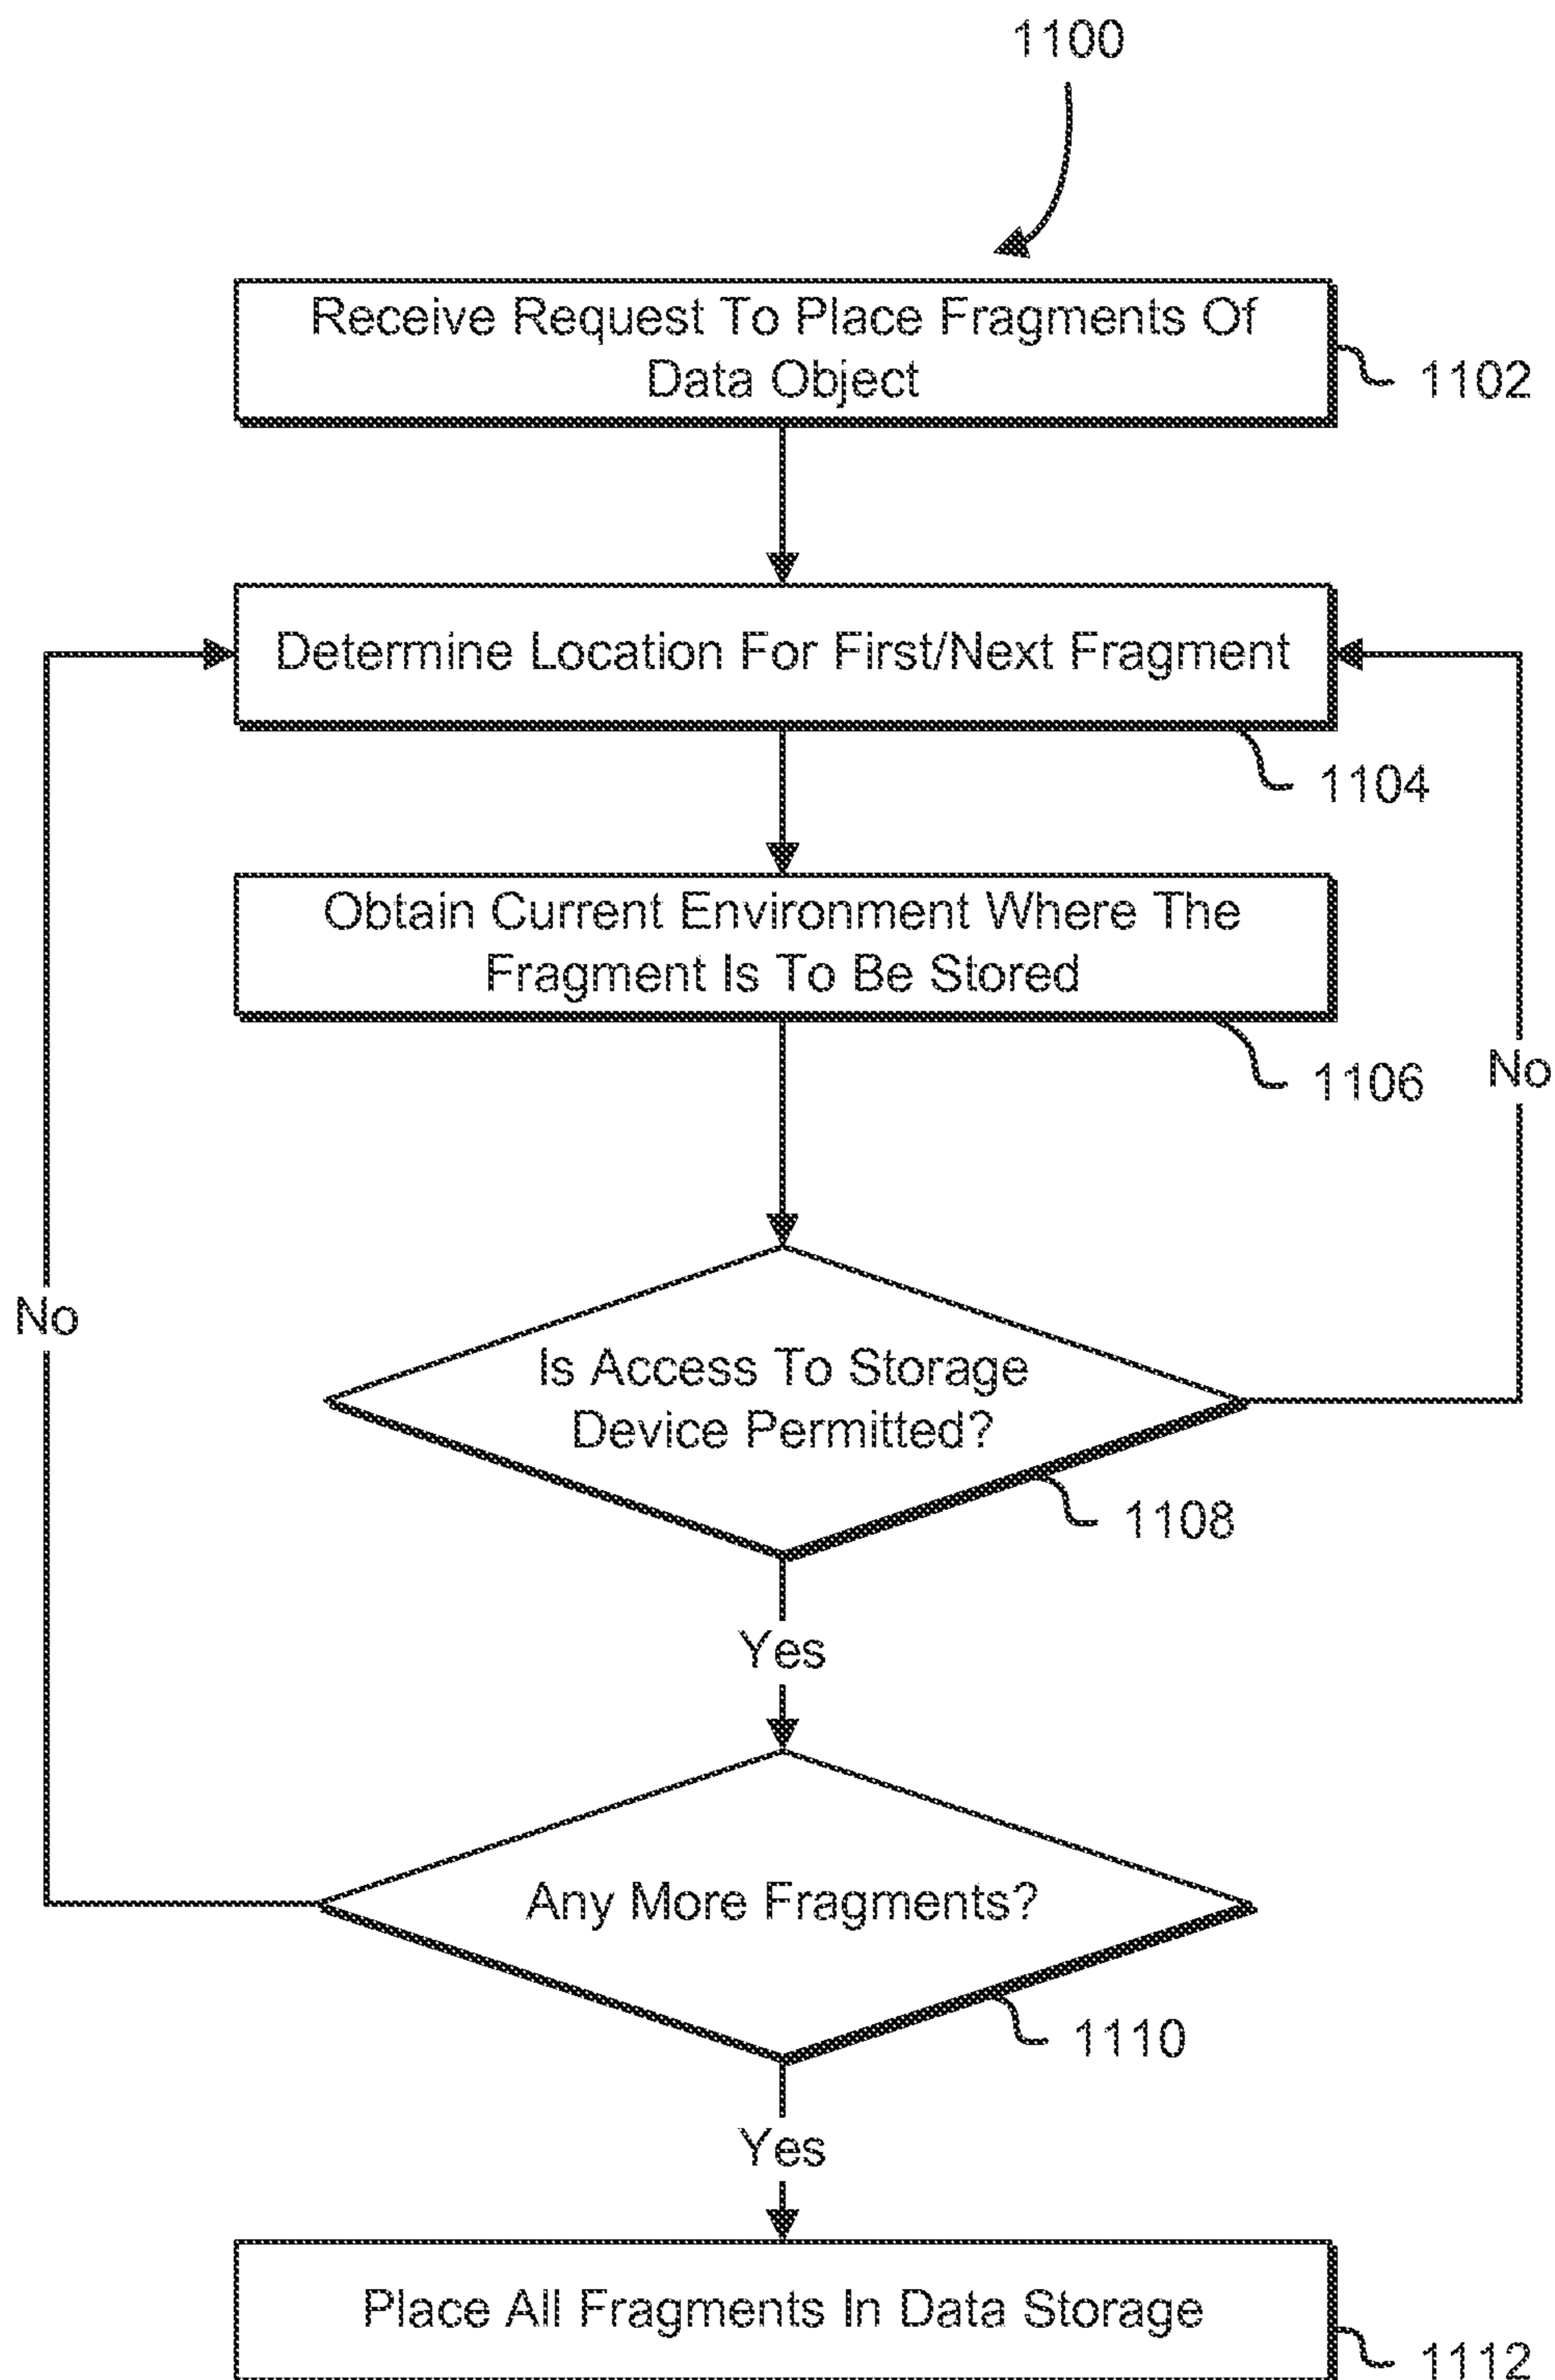 1100
Receive Request To Place Fragments Of
Data Object
1102
Determine Location For First/Next Fragment
1104
Obtain Current Environment Where The
Fragment Is To Be Stored
1106
No
No
Is Access To Storage
Device Permitted?
1108
Yes
Any More Fragments?
1110
Yes
Place All Fragments In Data Storage
1112